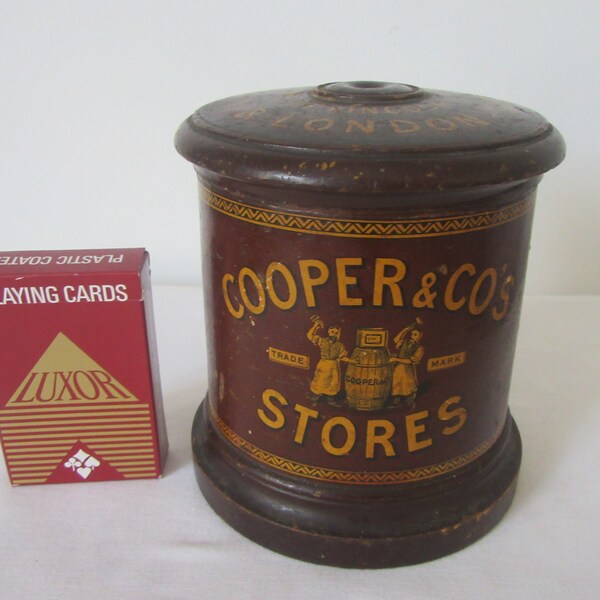 & LONDON
COOPER & CO'S
TRADE MARK
COOPER
STORES
PLASTIC COATE
LAYING CARDS
LUXOR